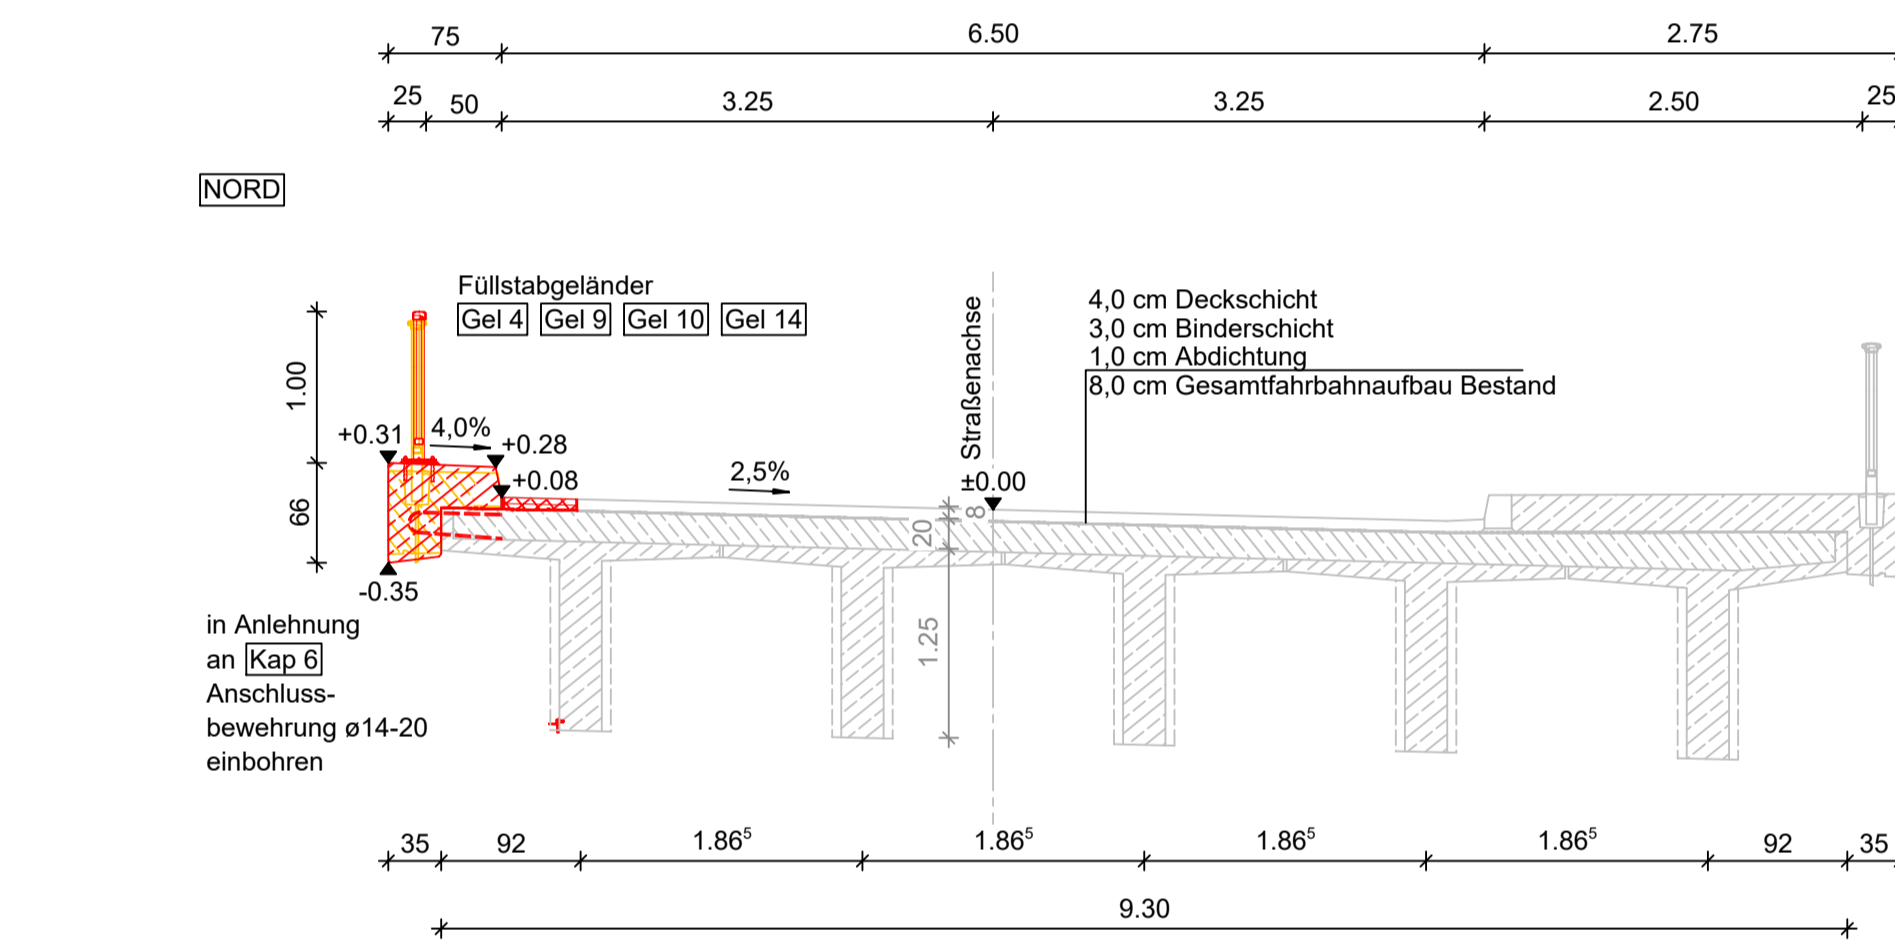 75 6.50 2.75
25 50 3.25 3.25 2.50 25
NORD
Füllstabgeländer
Gel 4 Gel 9 Gel 10 Gel 14
Straßenachse
4,0 cm Deckschicht
3,0 cm Binderschicht
1,0 cm Abdichtung
8,0 cm Gesamtfahrbahnaufbau Bestand
1.00
+0.31 4,0% +0.28
+0.08 2,5% ±0.00
66 20 8
-0.35
1.25
in Anlehnung
an Kap 6
Anschluss-
bewehrung ø14-20
einbohren
35 92 1.86⁵ 1.86⁵ 1.86⁵ 1.86⁵ 92 35
9.30